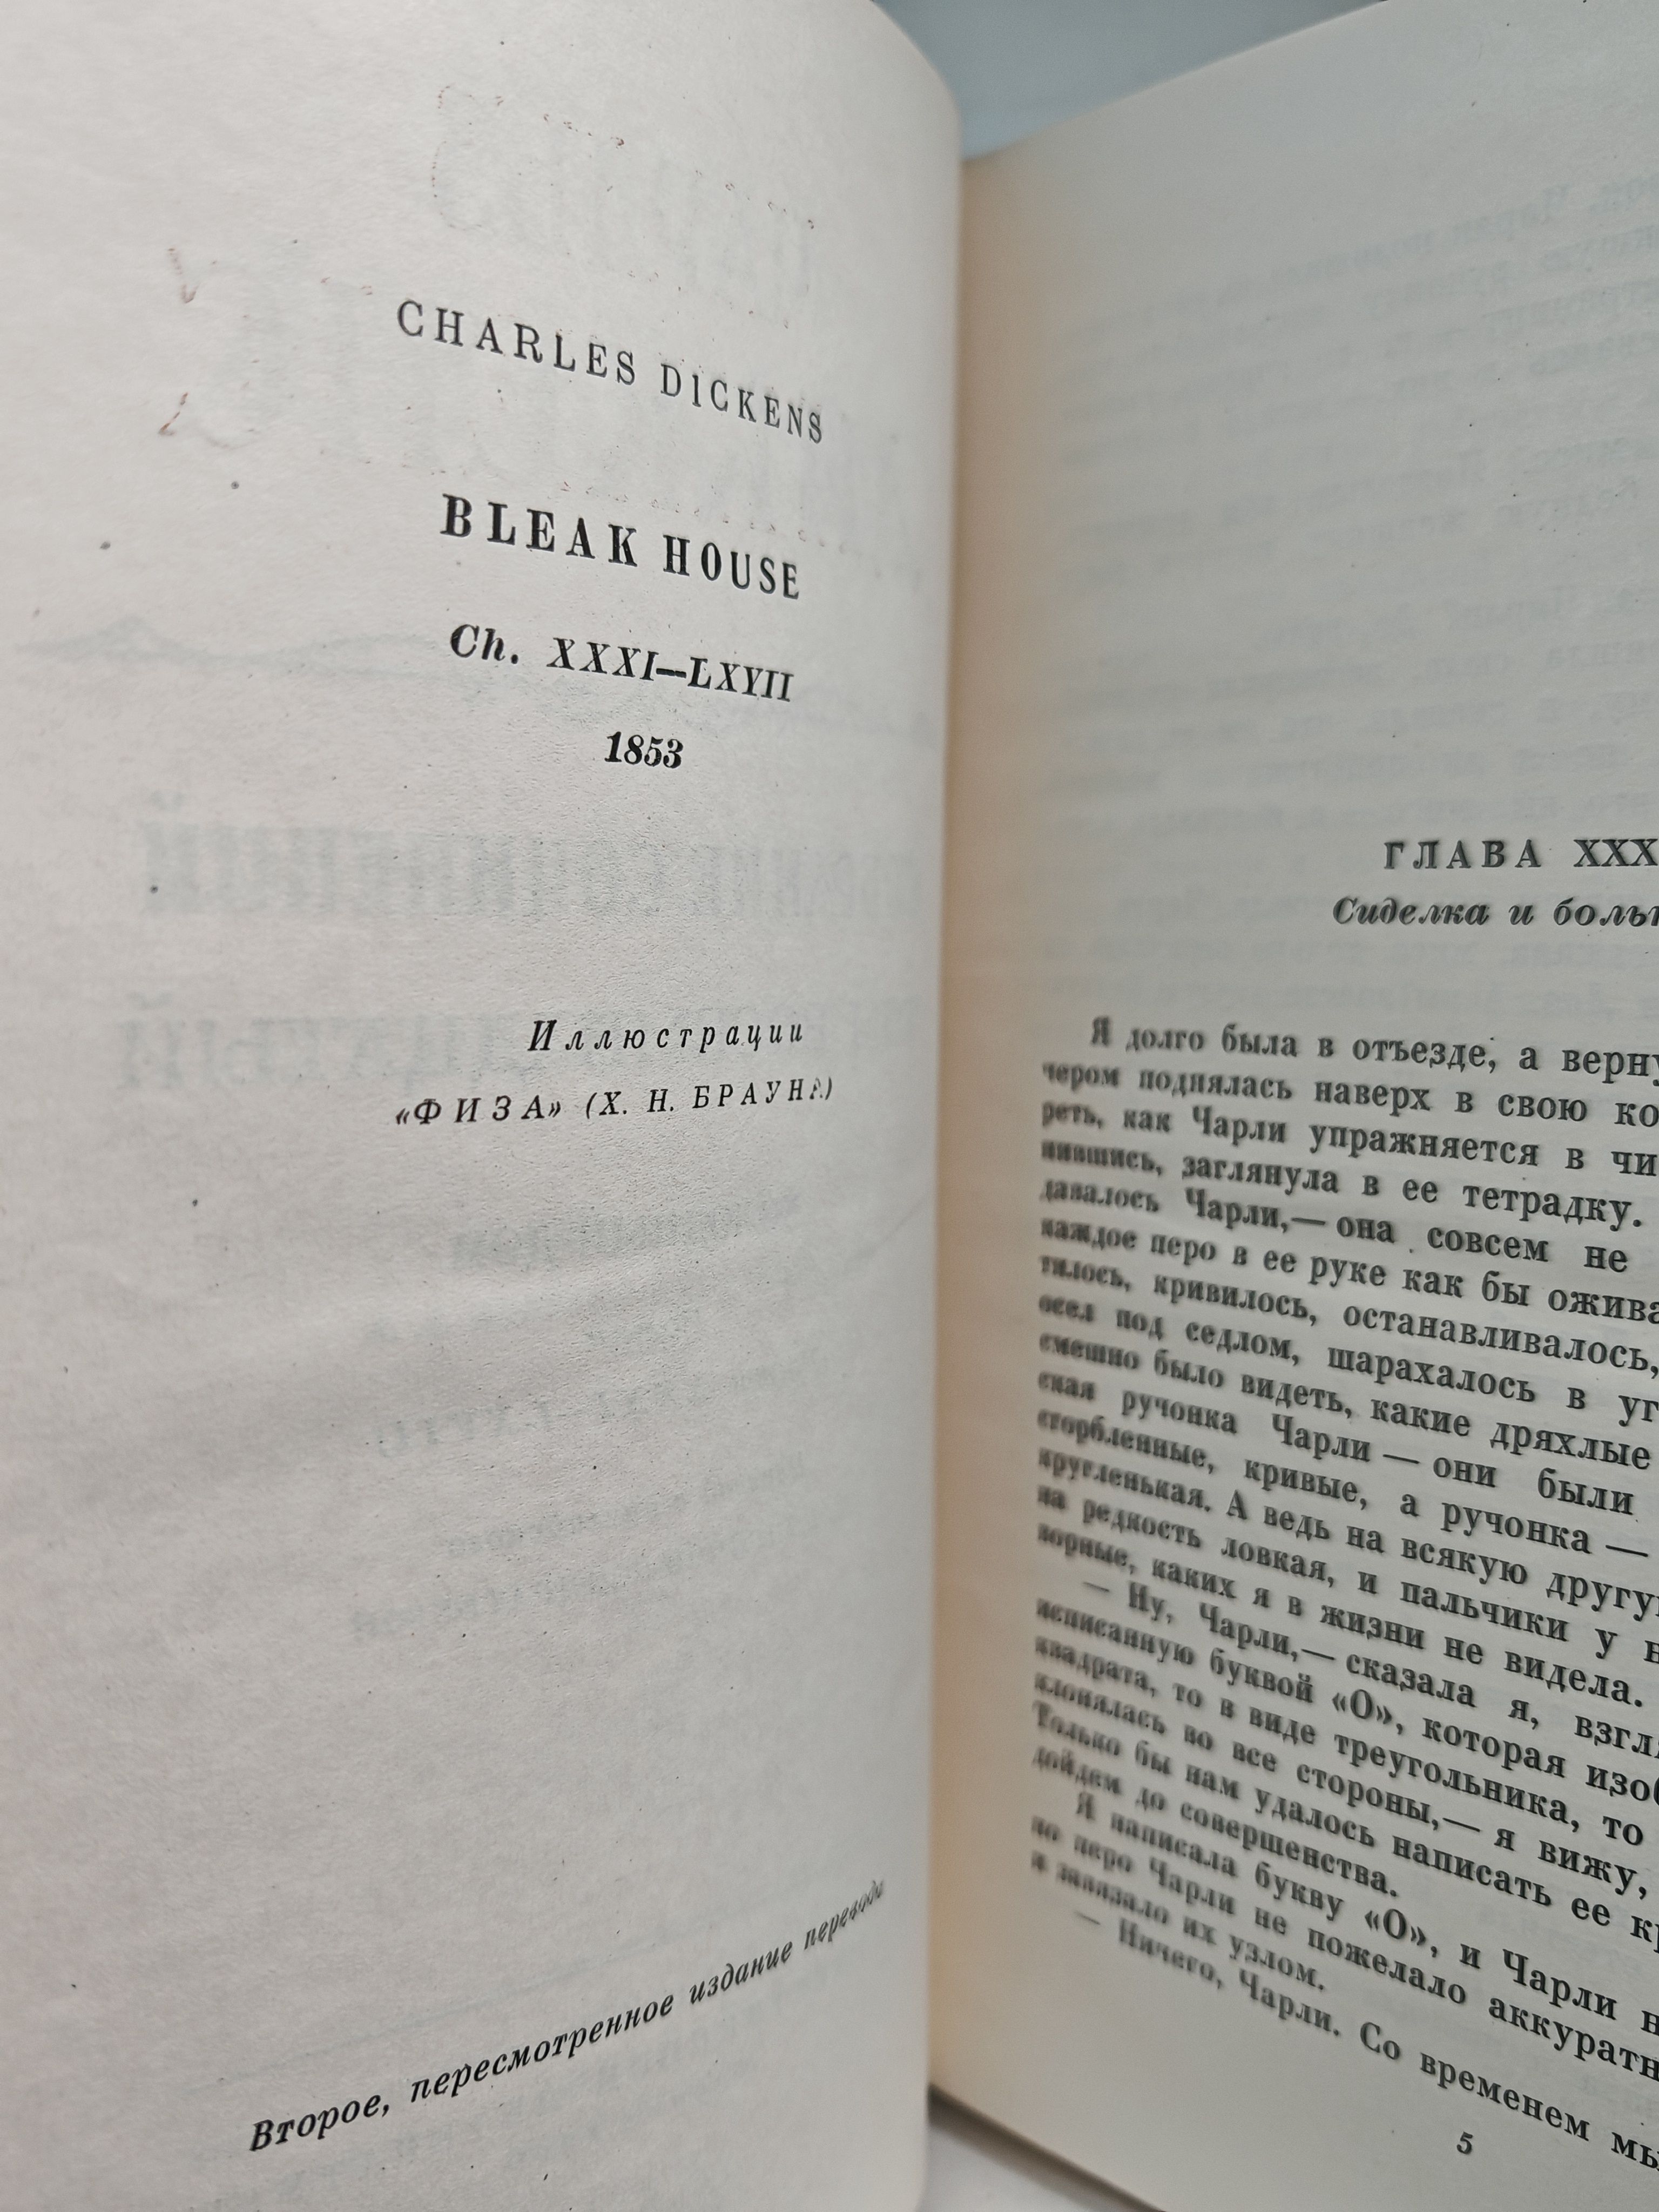 CHARLES DICKENS
BLEAK HOUSE
Ch. XXXI—LXYII
1853
Иллюстрации
«ФИЗА» (Х. Н. БРАУНА)
Второе, пересмотренное издание перевода
ГЛАВА XXX
Сиделка и боль
Я долго была в отъезде, а верну
чером поднялась наверх в свою ко
реть, как Чарли упражняется в чи
нившись, заглянула в ее тетрадку.
давалось Чарли,— она совсем не
каждое перо в ее руке как бы ожива
тилось, кривилось, останавливалось,
осел под седлом, шарахалось в уг
смешно было видеть, какие дряхлые
ская ручонка Чарли — они были
сгорбленные, кривые, а ручонка —
кругленькая. А ведь на всякую другу
на редкость ловкая, и пальчики у н
ворные, каких я в жизни не видела.
— Ну, Чарли,— сказала я, взгл
исписанную буквой «О», которая изоб
квадрата, то в виде треугольника, то
клонялась во все стороны,— я вижу,
Только бы нам удалось написать ее кр
дойдем до совершенства.
Я написала букву «О», и Чарли н
но перо Чарли не пожелало аккуратн
и завязало их узлом.
— Ничего, Чарли. Со временем мы
5